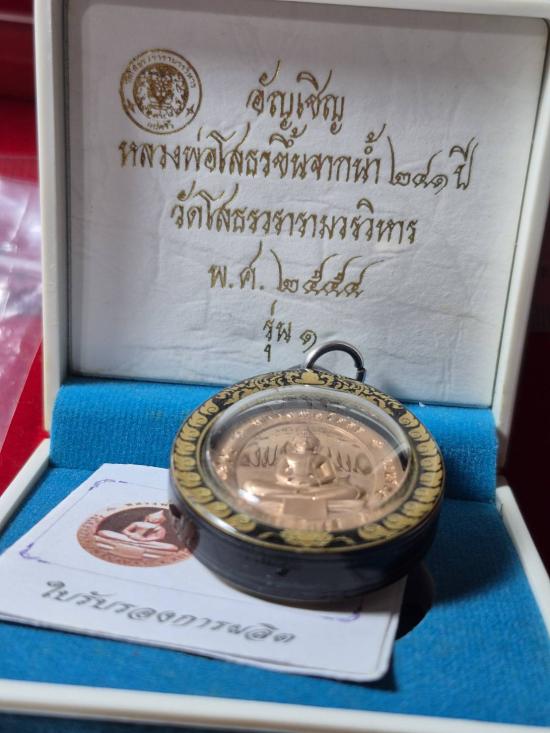 อัญเชิญ
หลวงพ่อโสธรขึ้นจากน้ำ ๒๔๑ ปี
วัดโสธรวรารามวรวิหาร
พ.ศ. ๒๕๕๔
รุ่น ๑
ใบรับรองการผลิต